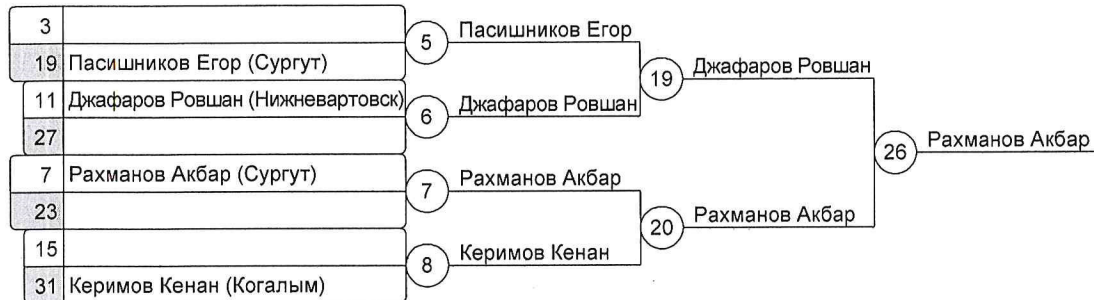 3
19 Пасишников Егор (Сургут)
5
Пасишников Егор
11 Джафаров Ровшан (Нижневартовск)
27
6
Джафаров Ровшан
19
Джафаров Ровшан
7 Рахманов Акбар (Сургут)
23
7
Рахманов Акбар
15
31 Керимов Кенан (Когалым)
8
Керимов Кенан
20
Рахманов Акбар
26
Рахманов Акбар